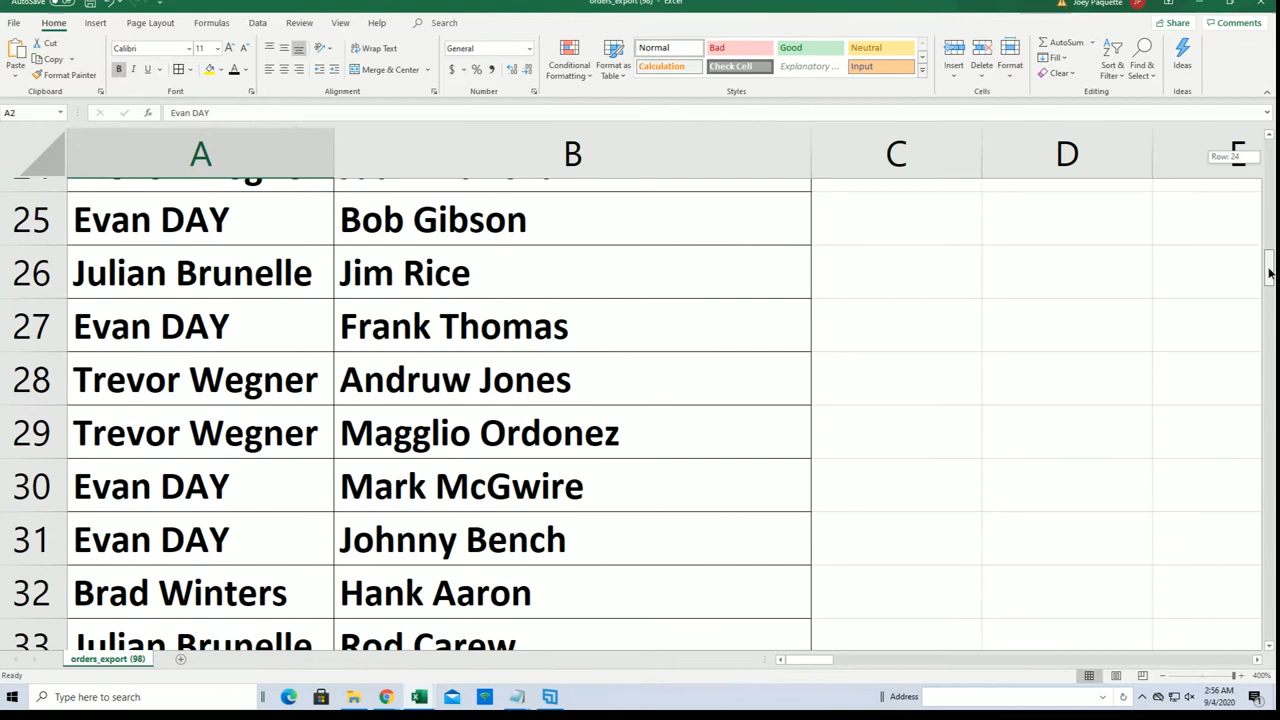 AutoSave Off orders_export (98) - Excel Joey Paquette JP
File Home Insert Page Layout Formulas Data Review View Help Search Share Comments
Paste Cut Copy Format Painter Clipboard
Calibri 11 B I U A Font
Wrap Text Merge & Center Alignment
General $ % , Number
Conditional Formatting Format as Table
Normal Bad Good Neutral
Calculation Check Cell Explanatory ... Input
Styles
Insert Delete Format Cells
AutoSum Fill Clear Sort & Filter Find & Select Editing
Ideas Ideas
A2 fx Evan DAY
A B C D E
Row: 24
25 Evan DAY Bob Gibson
26 Julian Brunelle Jim Rice
27 Evan DAY Frank Thomas
28 Trevor Wegner Andruw Jones
29 Trevor Wegner Magglio Ordonez
30 Evan DAY Mark McGwire
31 Evan DAY Johnny Bench
32 Brad Winters Hank Aaron
33 Julian Brunelle Rod Carew
orders_export (98)
Ready 400%
Type here to search Address 2:56 AM
9/4/2020